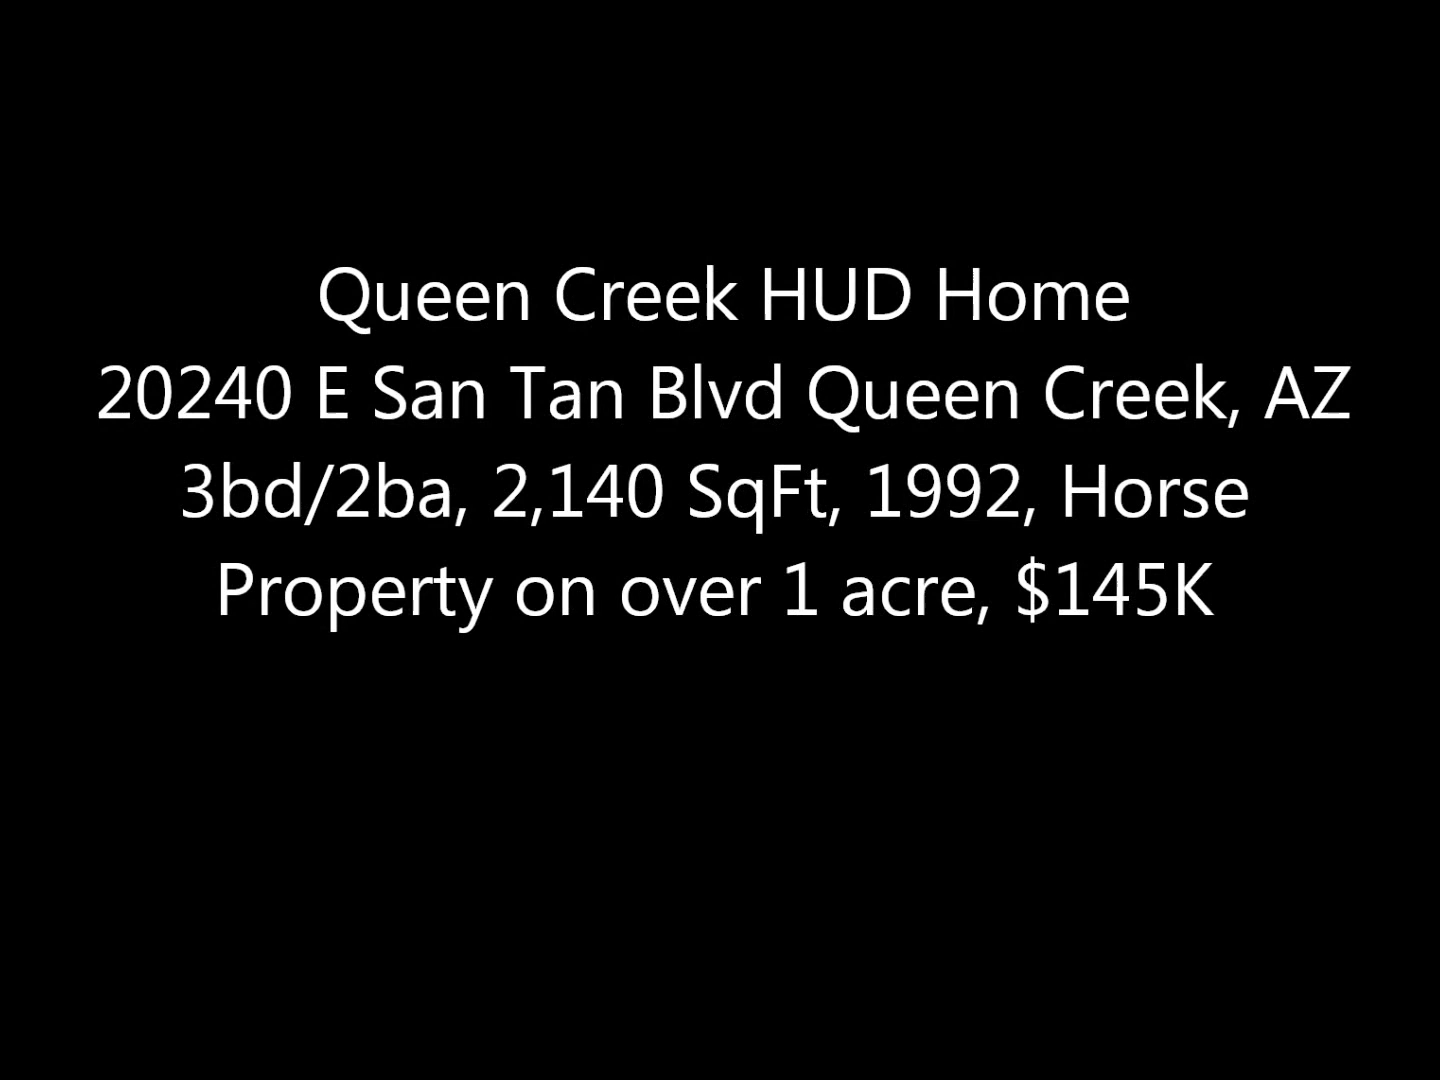 Queen Creek HUD Home
20240 E San Tan Blvd Queen Creek, AZ
3bd/2ba, 2,140 SqFt, 1992, Horse
Property on over 1 acre, $145K